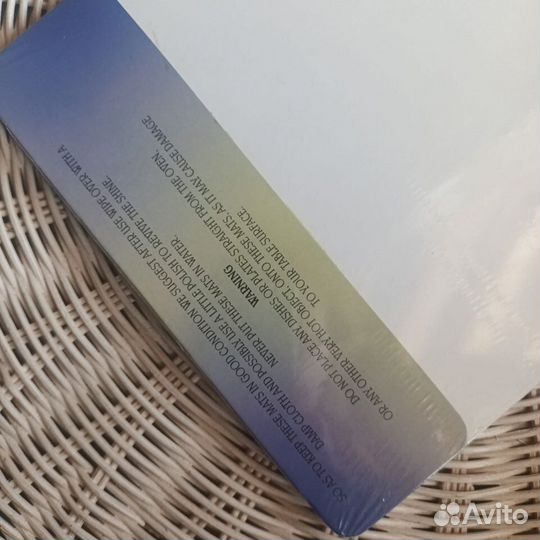 SO AS TO KEEP THESE MATS IN GOOD CONDITION WE SUGGEST AFTER USE WIPE OVER WITH A
DAMP CLOTH AND POSSIBLY USE A LITTLE POLISH TO REVIVE THE SHINE.
NEVER PUT THESE MATS IN WATER.
WARNING
DO NOT PLACE ANY DISHES OR PLATES STRAIGHT FROM THE OVEN,
OR ANY OTHER VERY HOT OBJECT ONTO THESE MATS, AS IT MAY CAUSE DAMAGE
TO YOUR TABLE SURFACE.
Avito